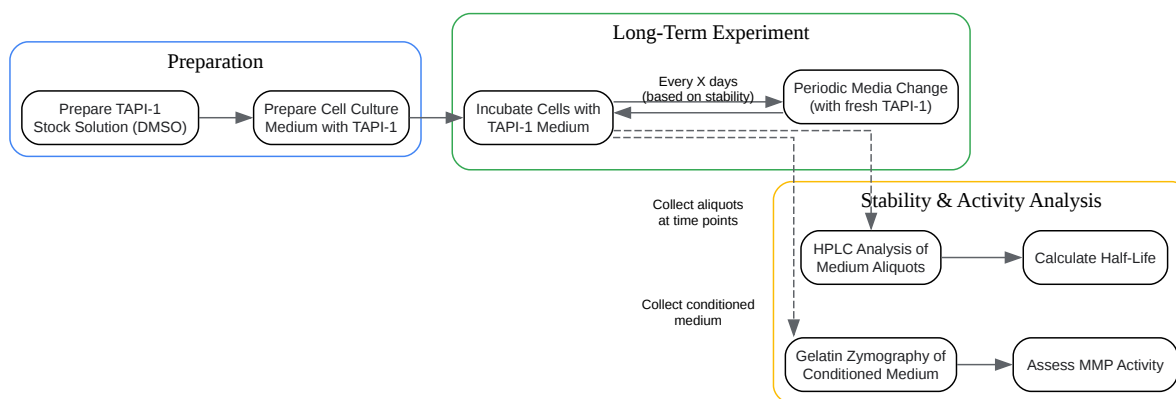 Preparation
Prepare TAPI-1
Stock Solution (DMSO)
Prepare Cell Culture
Medium with TAPI-1
Long-Term Experiment
Incubate Cells with
TAPI-1 Medium
Every X days
(based on stability)
Periodic Media Change
(with fresh TAPI-1)
Collect aliquots
at time points
Stability & Activity Analysis
HPLC Analysis of
Medium Aliquots
Calculate Half-Life
Collect conditioned
medium
Gelatin Zymography of
Conditioned Medium
Assess MMP Activity